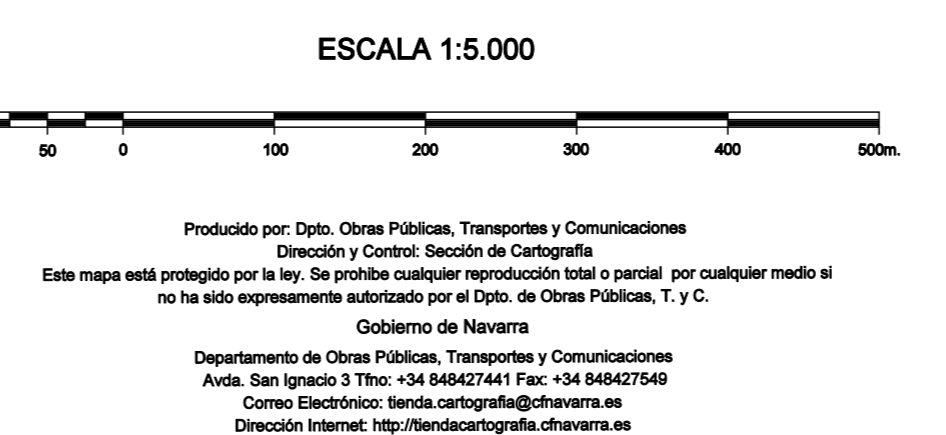 ESCALA 1:5.000
50 0 100 200 300 400 500m.
Producido por: Dpto. Obras Públicas, Transportes y Comunicaciones
Dirección y Control: Sección de Cartografía
Este mapa está protegido por la ley. Se prohibe cualquier reproducción total o parcial por cualquier medio si
no ha sido expresamente autorizado por el Dpto. de Obras Públicas, T. y C.
Gobierno de Navarra
Departamento de Obras Públicas, Transportes y Comunicaciones
Avda. San Ignacio 3 Tfno: +34 848427441 Fax: +34 848427549
Correo Electrónico: tienda.cartografia@cfnavarra.es
Dirección Internet: http://tiendacartografia.cfnavarra.es